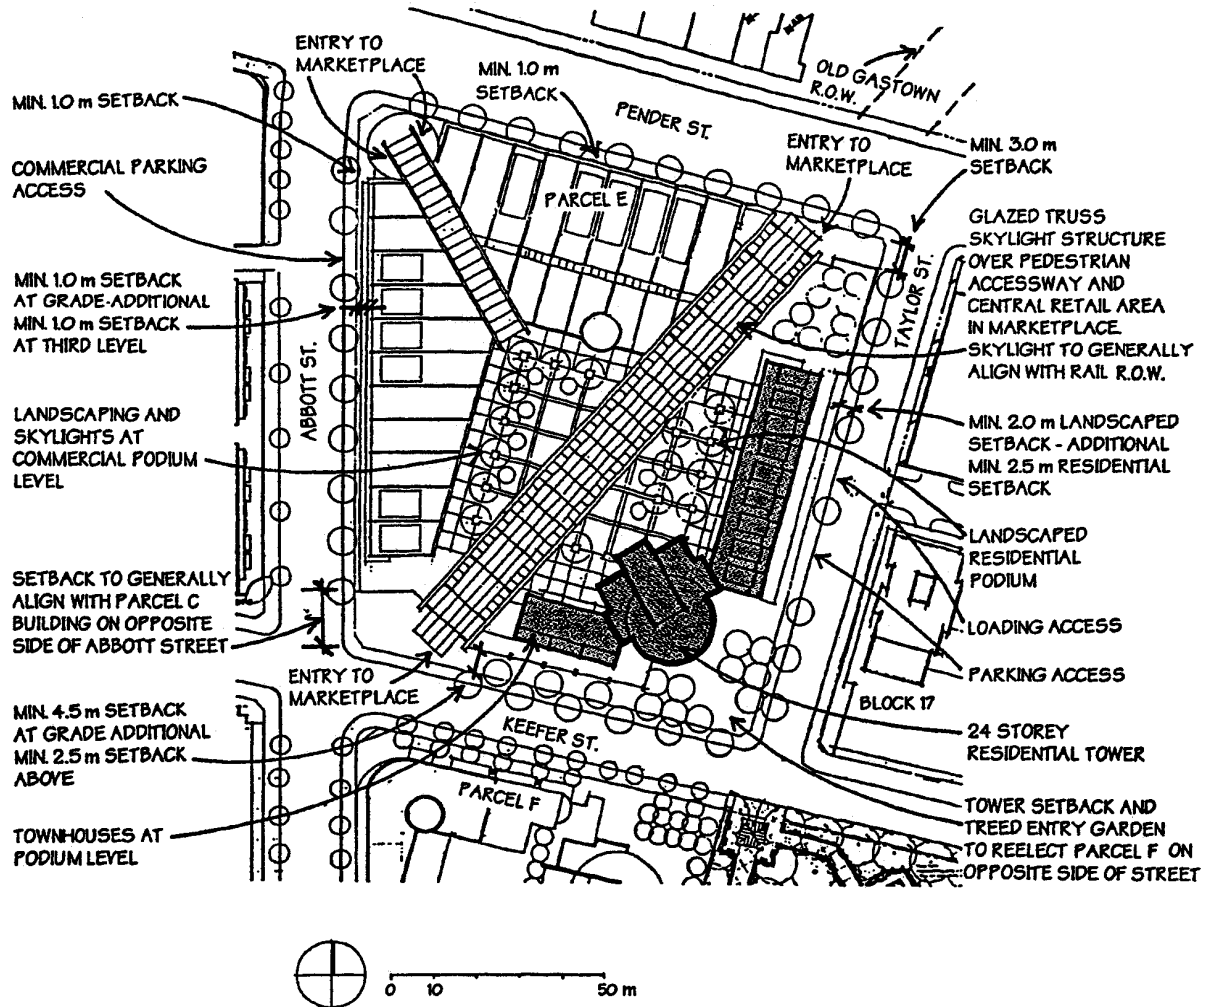 ENTRY TO
MARKETPLACE
MIN. 1.0 m SETBACK
MIN. 1.0 m
SETBACK
PENDER ST.
OLD GASTOWN
R.O.W.
COMMERCIAL PARKING
ACCESS
ENTRY TO
MARKETPLACE
MIN. 3.0 m
SETBACK
PARCEL E
GLAZED TRUSS
SKYLIGHT STRUCTURE
OVER PEDESTRIAN
ACCESSWAY AND
CENTRAL RETAIL AREA
IN MARKETPLACE.
SKYLIGHT TO GENERALLY
ALIGN WITH RAIL R.O.W.
TAYLOR ST.
MIN. 1.0 m SETBACK
AT GRADE-ADDITIONAL
MIN. 1.0 m SETBACK
AT THIRD LEVEL
ABBOTT ST.
LANDSCAPING AND
SKYLIGHTS AT
COMMERCIAL PODIUM
LEVEL
MIN. 2.0 m LANDSCAPED
SETBACK - ADDITIONAL
MIN. 2.5 m RESIDENTIAL
SETBACK
LANDSCAPED
RESIDENTIAL
PODIUM
SETBACK TO GENERALLY
ALIGN WITH PARCEL C
BUILDING ON OPPOSITE
SIDE OF ABBOTT STREET
LOADING ACCESS
PARKING ACCESS
ENTRY TO
MARKETPLACE
BLOCK 17
MIN. 4.5 m SETBACK
AT GRADE ADDITIONAL
MIN. 2.5 m SETBACK
ABOVE
KEEFER ST.
24 STOREY
RESIDENTIAL TOWER
PARCEL F
TOWNHOUSES AT
PODIUM LEVEL
TOWER SETBACK AND
TREED ENTRY GARDEN
TO REELECT PARCEL F ON
OPPOSITE SIDE OF STREET
0 10 50 m